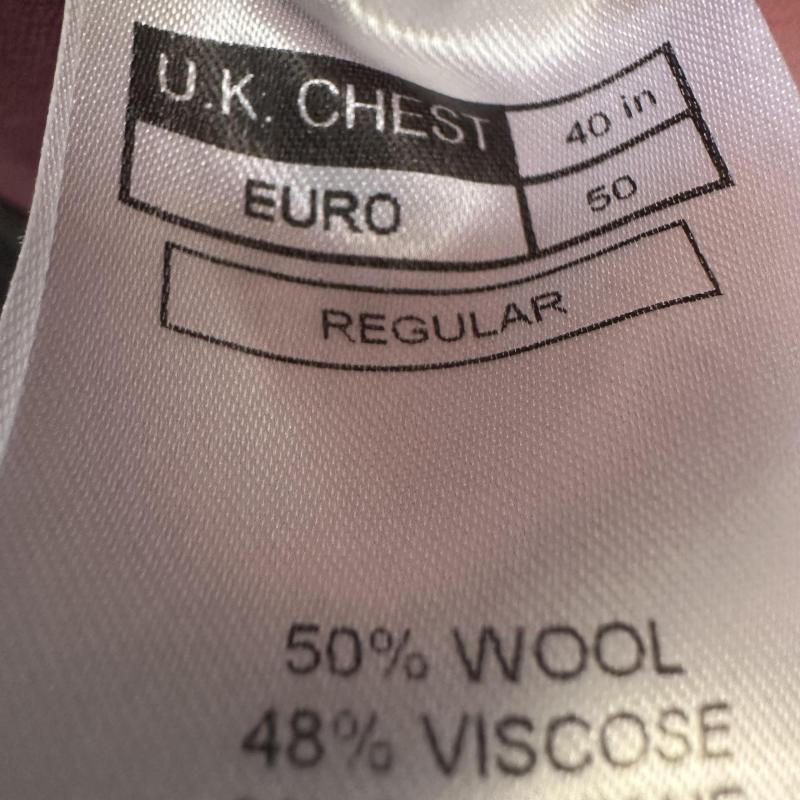 U.K. CHEST 40 in
EURO 50
REGULAR
50% WOOL
48% VISCOSE